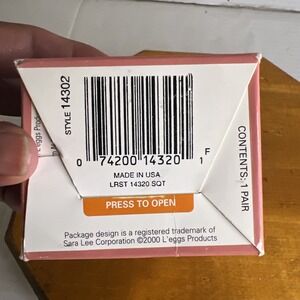 STYLE 14302
L'eggs
0 74200 14320 1
F
MADE IN USA
LRST 14320 SQT
PRESS TO OPEN
CONTENTS: 1 PAIR
Package design is a registered trademark of
Sara Lee Corporation ©2000 L'eggs Products